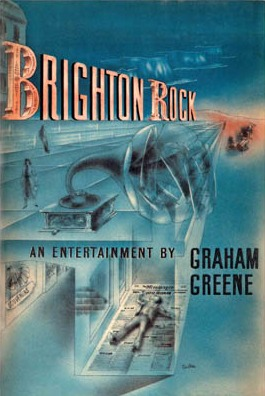 BRIGHTON ROCK
AN ENTERTAINMENT BY
GRAHAM
GREENE